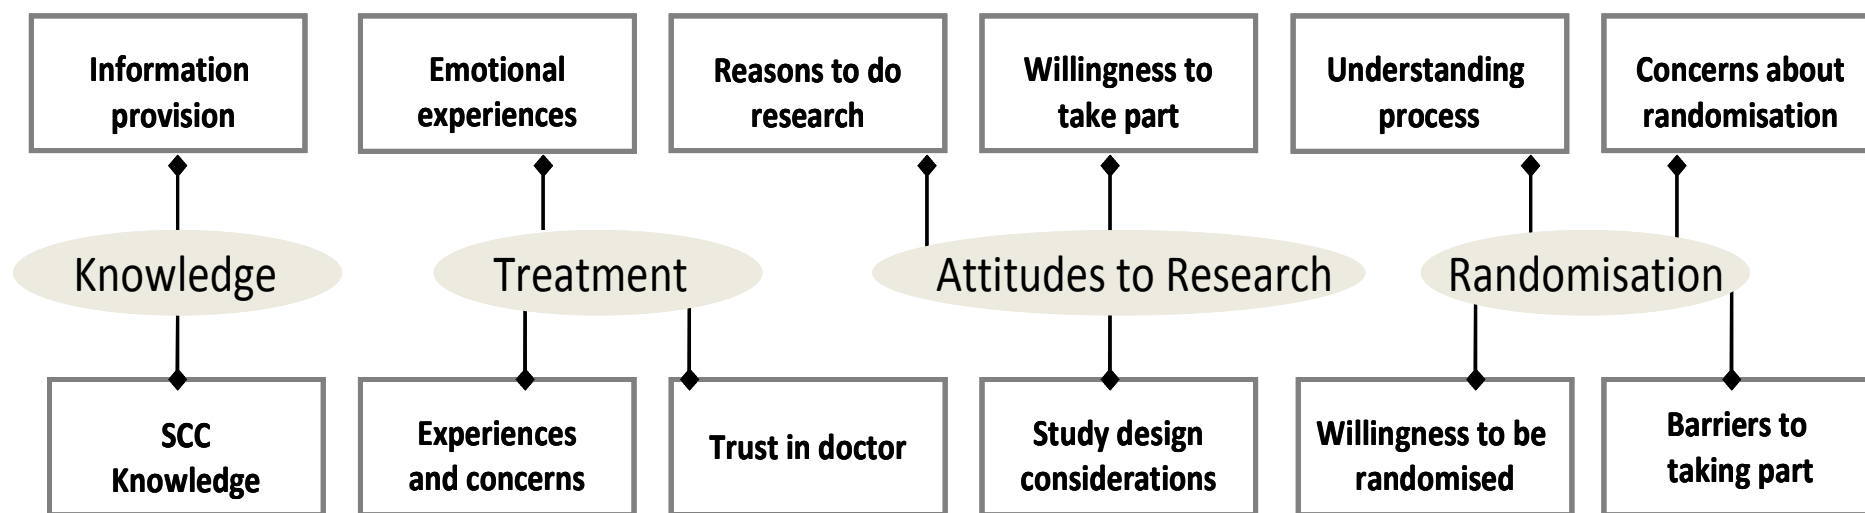 Information
provision
Emotional
experiences
Reasons to do
research
Willingness to
take part
Understanding
process
Concerns about
randomisation
Knowledge
Treatment
Attitudes to Research
Randomisation
SCC
Knowledge
Experiences
and concerns
Trust in doctor
Study design
considerations
Willingness to be
randomised
Barriers to
taking part